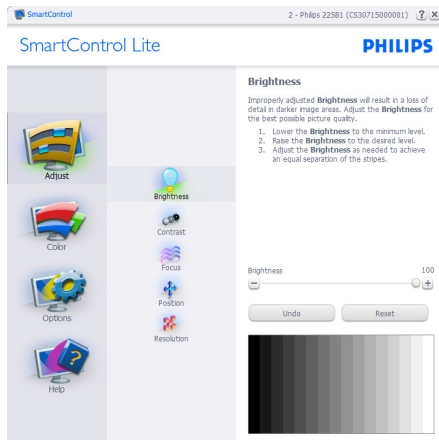 SmartControl
2 - Philips 225B1 (CS30715000001)
?
X
SmartControl Lite
PHILIPS
Adjust
Color
Options
Help
?
Brightness
Contrast
Focus
Position
Resolution
Brightness
Improperly adjusted Brightness will result in a loss of
detail in darker image areas. Adjust the Brightness for
the best possible picture quality.
1. Lower the Brightness to the minimum level.
2. Raise the Brightness to the desired level.
3. Adjust the Brightness as needed to achieve
an equal separation of the stripes.
Brightness
100
Undo
Reset